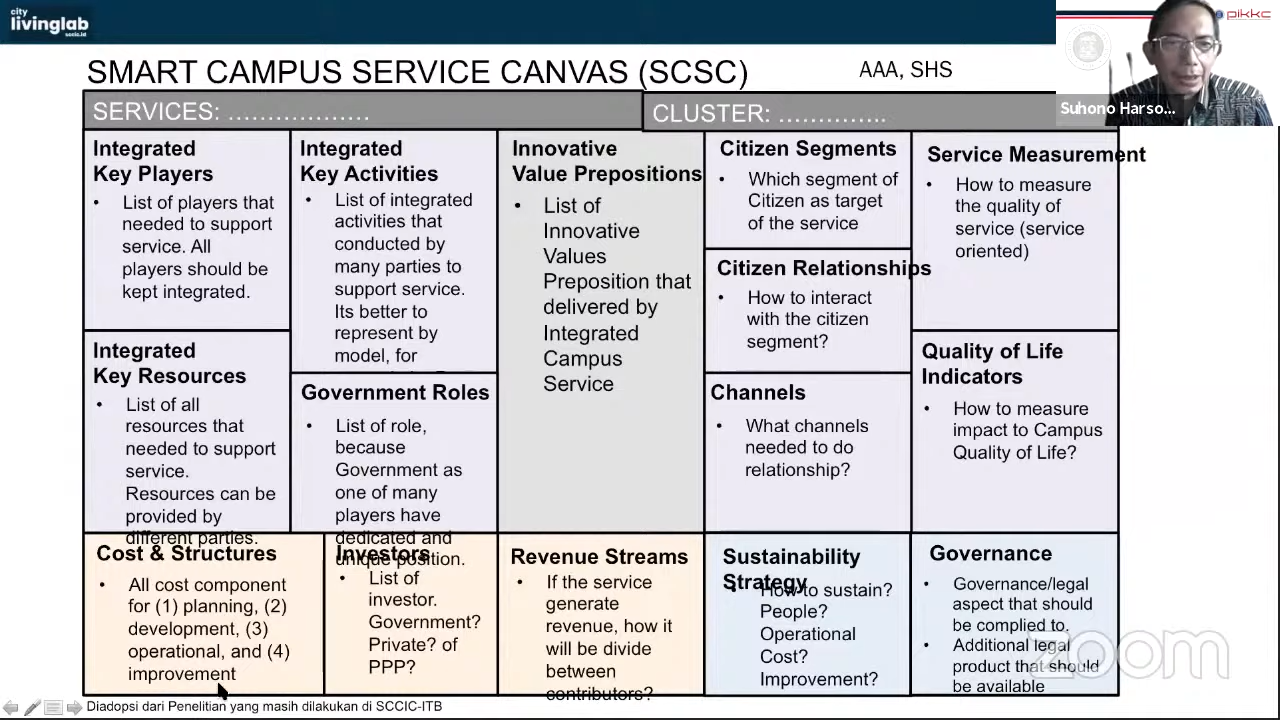 city
livinglab
sccic.id
pikkc
SMART CAMPUS SERVICE CANVAS (SCSC)
AAA, SHS
Suhono Harso...
SERVICES: ………………..
CLUSTER: …………..
Integrated
Key Players
• List of players that
needed to support
service. All
players should be
kept integrated.
Integrated
Key Resources
• List of all
resources that
needed to support
service.
Resources can be
provided by
different parties.
Integrated
Key Activities
• List of integrated
activities that
conducted by
many parties to
support service.
Its better to
represent by
model, for
Government Roles
• List of role,
because
Government as
one of many
players have
dedicated and
unique position.
Innovative
Value Prepositions
• List of
Innovative
Values
Preposition that
delivered by
Integrated
Campus
Service
Citizen Segments
• Which segment of
Citizen as target
of the service
Citizen Relationships
• How to interact
with the citizen
segment?
Channels
• What channels
needed to do
relationship?
Service Measurement
• How to measure
the quality of
service (service
oriented)
Quality of Life
Indicators
• How to measure
impact to Campus
Quality of Life?
Cost & Structures
• All cost component
for (1) planning, (2)
development, (3)
operational, and (4)
improvement
Investors
• List of
investor.
Government?
Private? of
PPP?
Revenue Streams
• If the service
generate
revenue, how it
will be divide
between
contributors?
Sustainability
Strategy
• How to sustain?
People?
Operational
Cost?
Improvement?
Governance
• Governance/legal
aspect that should
be complied to.
• Additional legal
product that should
be available
zoom
Diadopsi dari Penelitian yang masih dilakukan di SCCIC-ITB